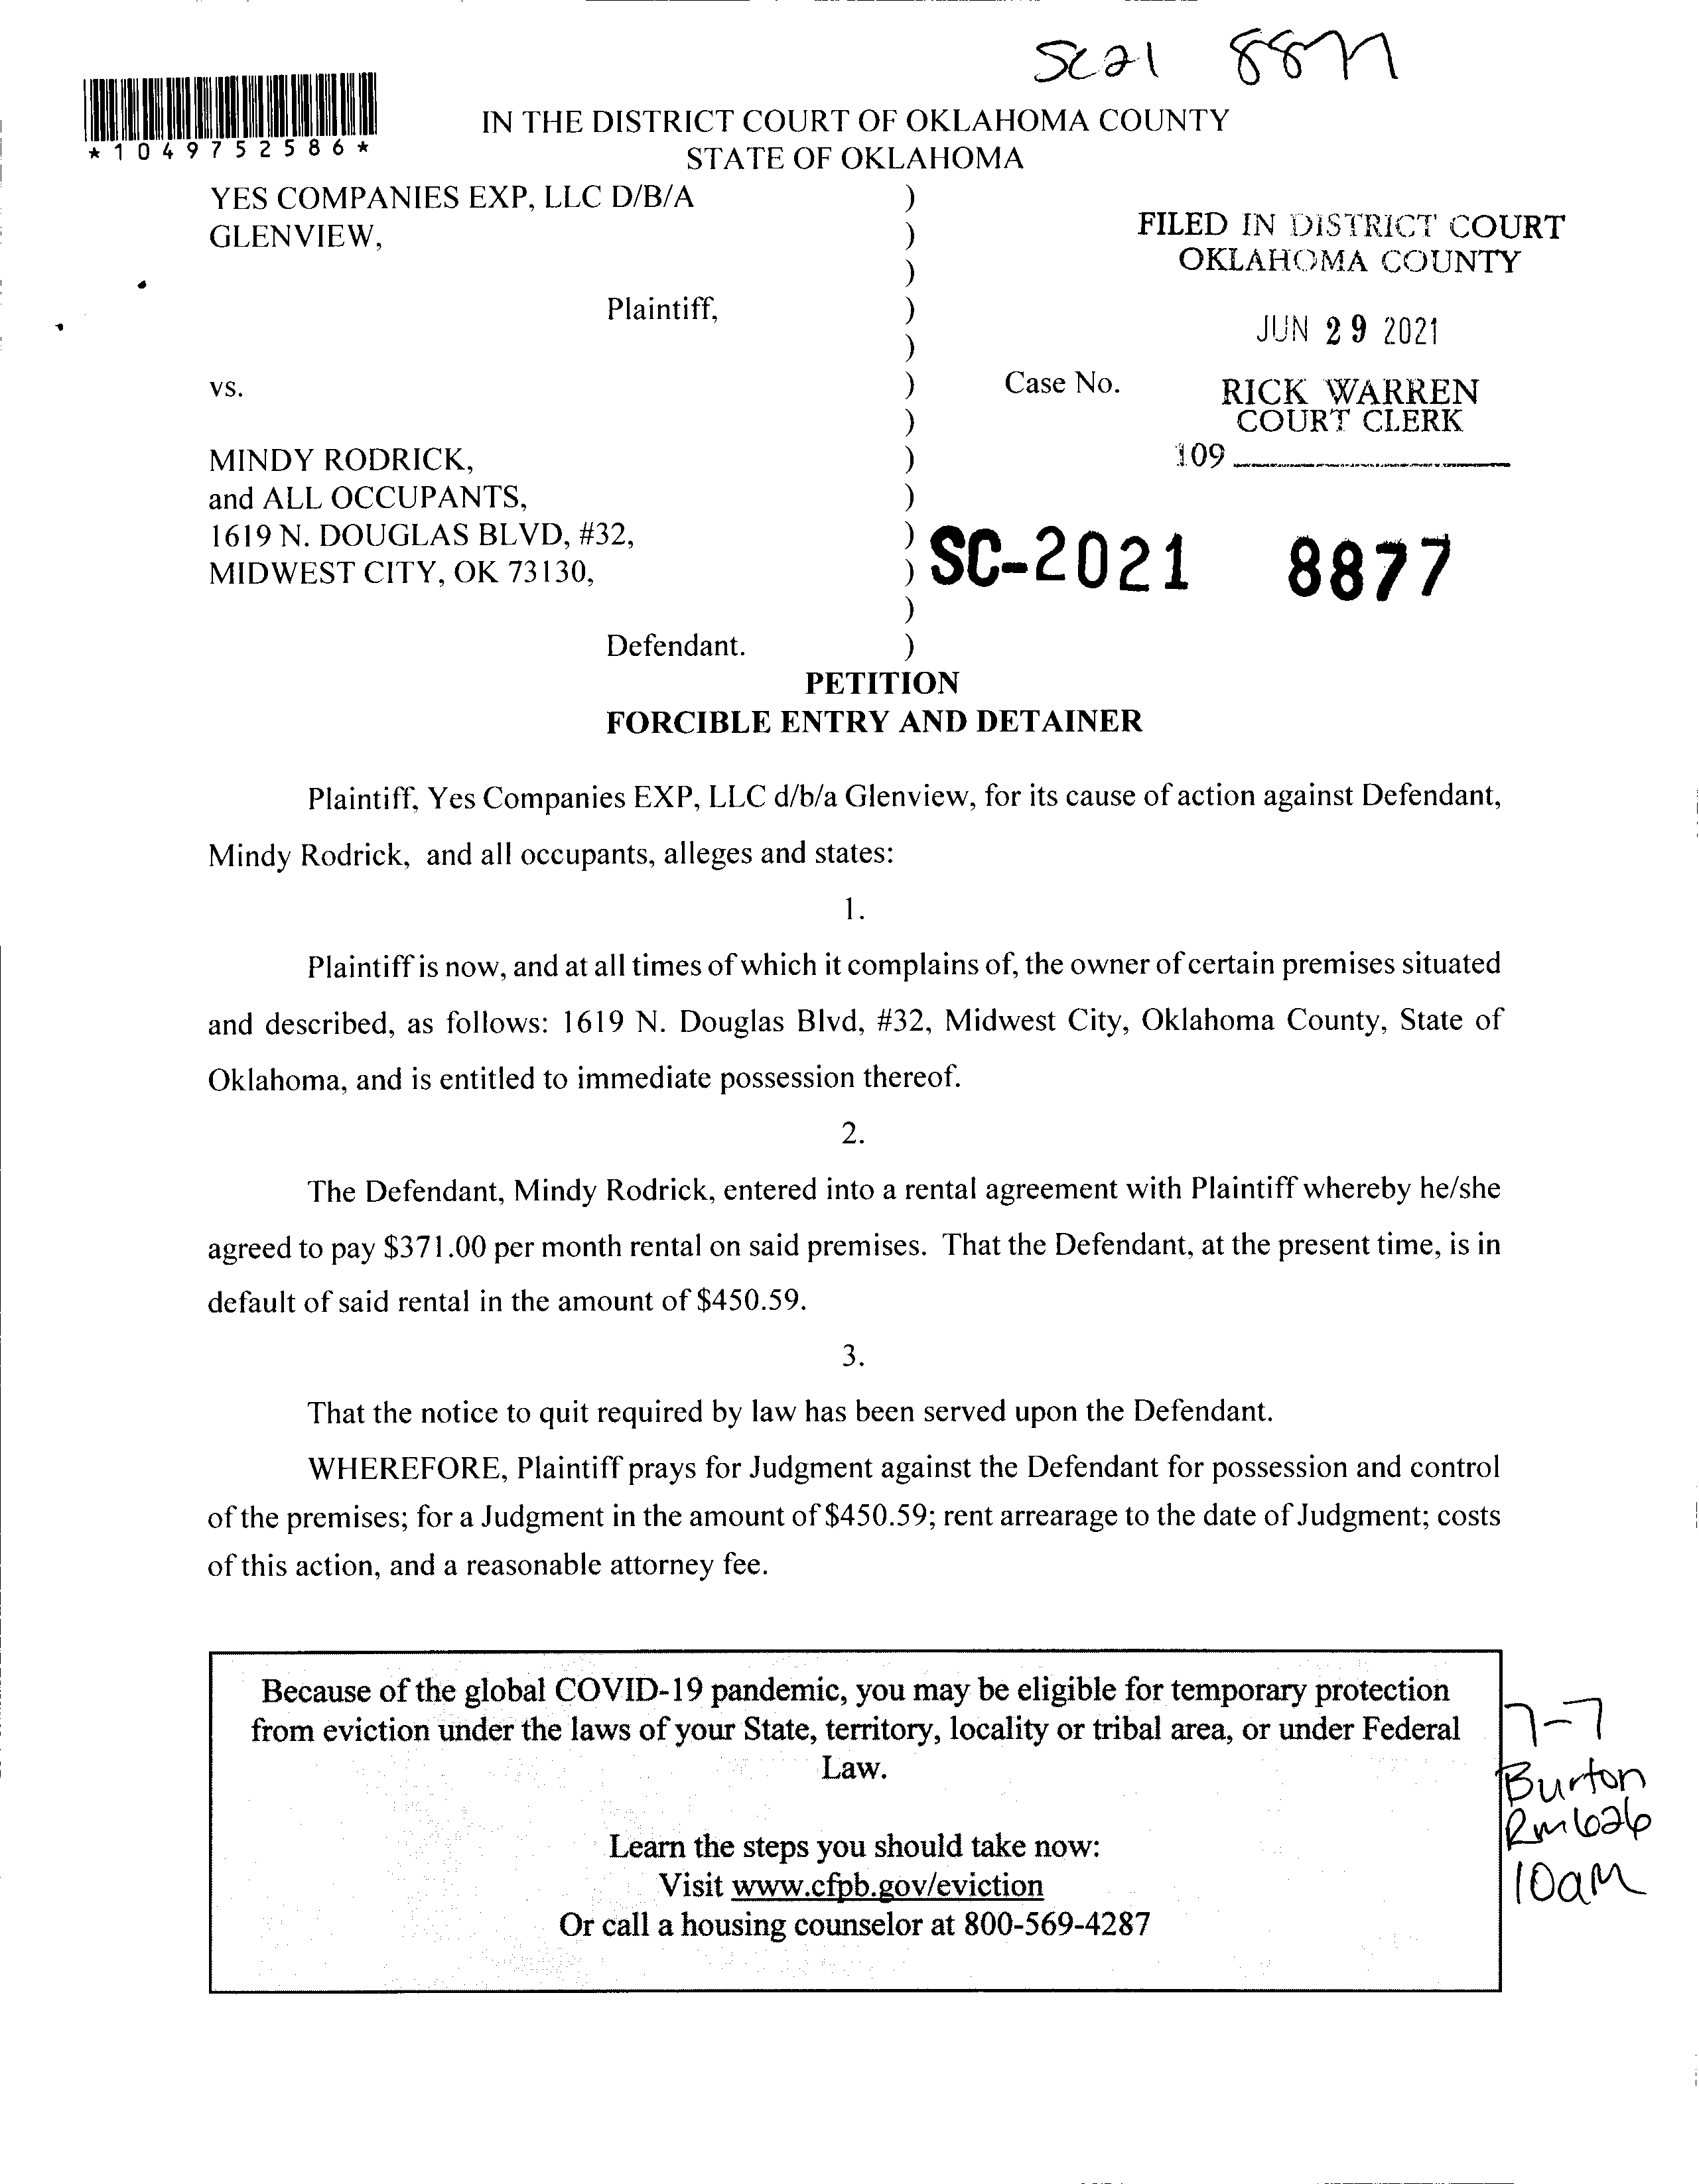 SC21 8877
*1049752586*
IN THE DISTRICT COURT OF OKLAHOMA COUNTY
STATE OF OKLAHOMA
YES COMPANIES EXP, LLC D/B/A )
GLENVIEW, )
)
Plaintiff, )
)
vs. )
)
MINDY RODRICK, )
and ALL OCCUPANTS, )
1619 N. DOUGLAS BLVD, #32, )
MIDWEST CITY, OK 73130, )
)
Defendant. )
FILED IN DISTRICT COURT
OKLAHOMA COUNTY
JUN 29 2021
Case No.
RICK WARREN
COURT CLERK
109
SC-2021 8877
PETITION
FORCIBLE ENTRY AND DETAINER
Plaintiff, Yes Companies EXP, LLC d/b/a Glenview, for its cause of action against Defendant,
Mindy Rodrick, and all occupants, alleges and states:
1.
Plaintiff is now, and at all times of which it complains of, the owner of certain premises situated
and described, as follows: 1619 N. Douglas Blvd, #32, Midwest City, Oklahoma County, State of
Oklahoma, and is entitled to immediate possession thereof.
2.
The Defendant, Mindy Rodrick, entered into a rental agreement with Plaintiff whereby he/she
agreed to pay $371.00 per month rental on said premises. That the Defendant, at the present time, is in
default of said rental in the amount of $450.59.
3.
That the notice to quit required by law has been served upon the Defendant.
WHEREFORE, Plaintiff prays for Judgment against the Defendant for possession and control
of the premises; for a Judgment in the amount of $450.59; rent arrearage to the date of Judgment; costs
of this action, and a reasonable attorney fee.
Because of the global COVID-19 pandemic, you may be eligible for temporary protection
from eviction under the laws of your State, territory, locality or tribal area, or under Federal
Law.
Learn the steps you should take now:
Visit www.cfpb.gov/eviction
Or call a housing counselor at 800-569-4287
7-7
Burton
Rm 626
10am